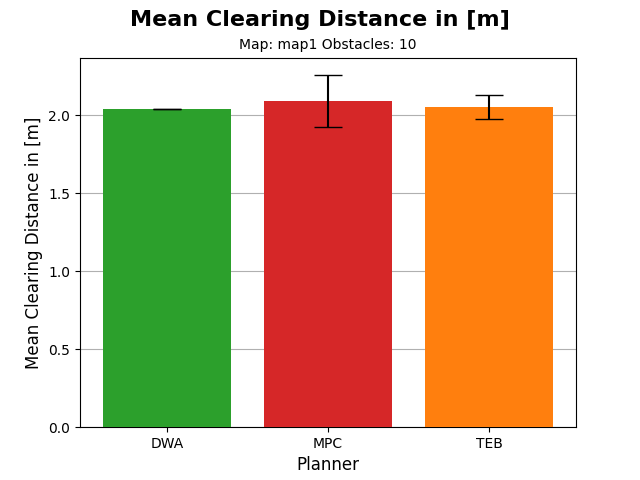 Mean Clearing Distance in [m]
Map: map1 Obstacles: 10
Mean Clearing Distance in [m]
2.0
1.5
1.0
0.5
0.0
DWA
MPC
TEB
Planner